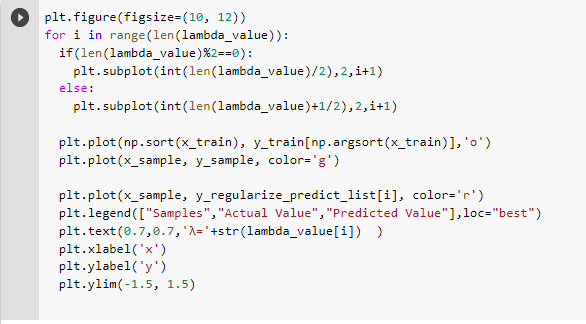 plt.figure(figsize=(10, 12))
for i in range(len(lambda_value)):
  if(len(lambda_value)%2==0):
    plt.subplot(int(len(lambda_value)/2),2,i+1)
  else:
    plt.subplot(int(len(lambda_value)+1/2),2,i+1)

  plt.plot(np.sort(x_train), y_train[np.argsort(x_train)],'o')
  plt.plot(x_sample, y_sample, color='g')

  plt.plot(x_sample, y_regularize_predict_list[i], color='r')
  plt.legend(["Samples","Actual Value","Predicted Value"],loc="best")
  plt.text(0.7,0.7,'λ='+str(lambda_value[i])  )
  plt.xlabel('x')
  plt.ylabel('y')
  plt.ylim(-1.5, 1.5)